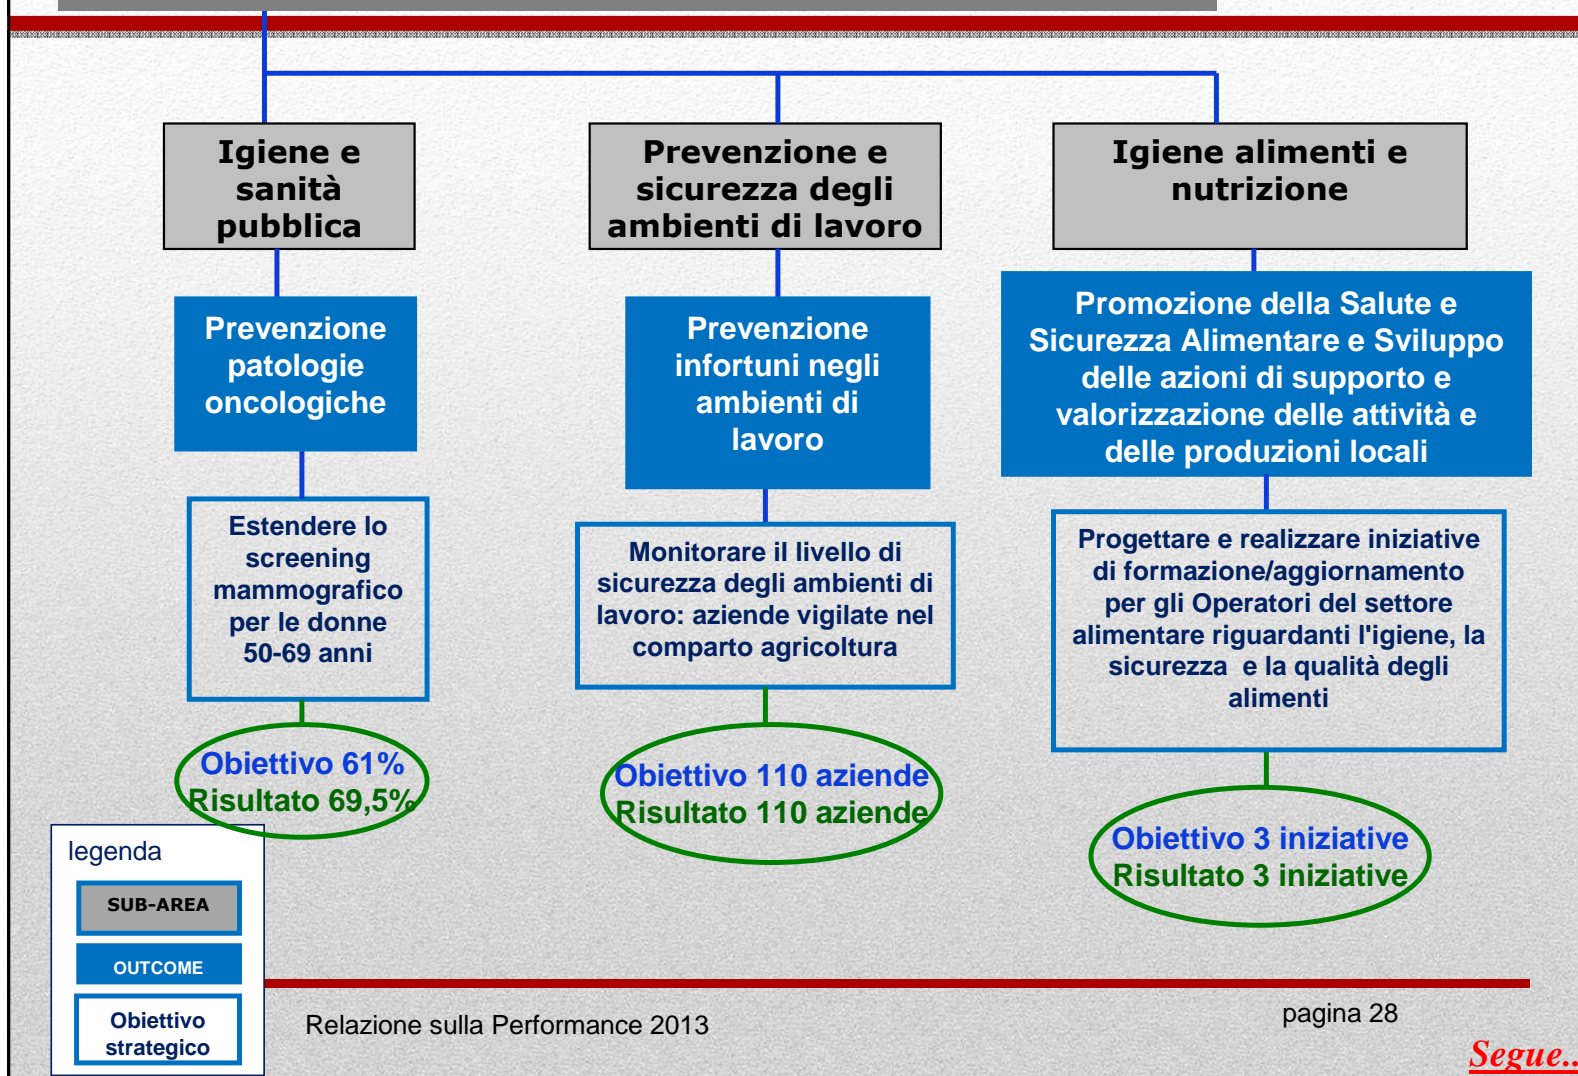 Igiene e
sanità
pubblica
Prevenzione e
sicurezza degli
ambienti di lavoro
Igiene alimenti e
nutrizione
Prevenzione
patologie
oncologiche
Prevenzione
infortuni negli
ambienti di
lavoro
Promozione della Salute e
Sicurezza Alimentare e Sviluppo
delle azioni di supporto e
valorizzazione delle attività e
delle produzioni locali
Estendere lo
screening
mammografico
per le donne
50-69 anni
Monitorare il livello di
sicurezza degli ambienti di
lavoro: aziende vigilate nel
comparto agricoltura
Progettare e realizzare iniziative
di formazione/aggiornamento
per gli Operatori del settore
alimentare riguardanti l'igiene, la
sicurezza  e la qualità degli
alimenti
Obiettivo 61%
Risultato 69,5%
Obiettivo 110 aziende
Risultato 110 aziende
Obiettivo 3 iniziative
Risultato 3 iniziative
legenda
SUB-AREA
OUTCOME
Obiettivo
strategico
Relazione sulla Performance 2013
pagina 28
Segue..